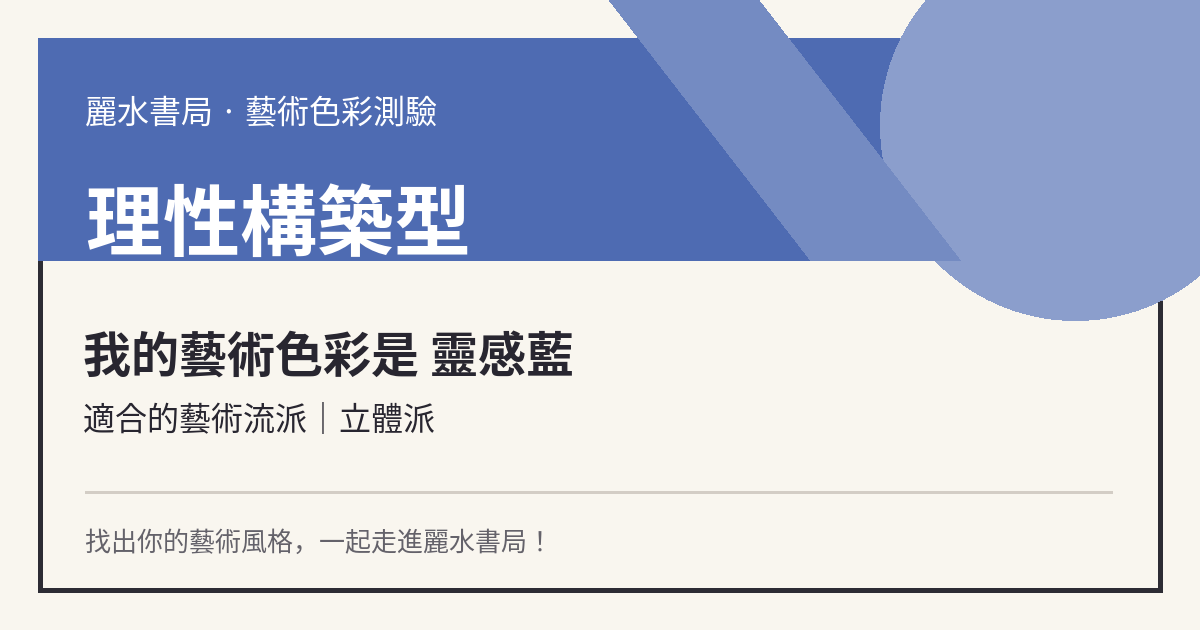 麗水書局 · 藝術色彩測驗
理性構築型
我的藝術色彩是 靈感藍
適合的藝術流派｜立體派
找出你的藝術風格，一起走進麗水書局！